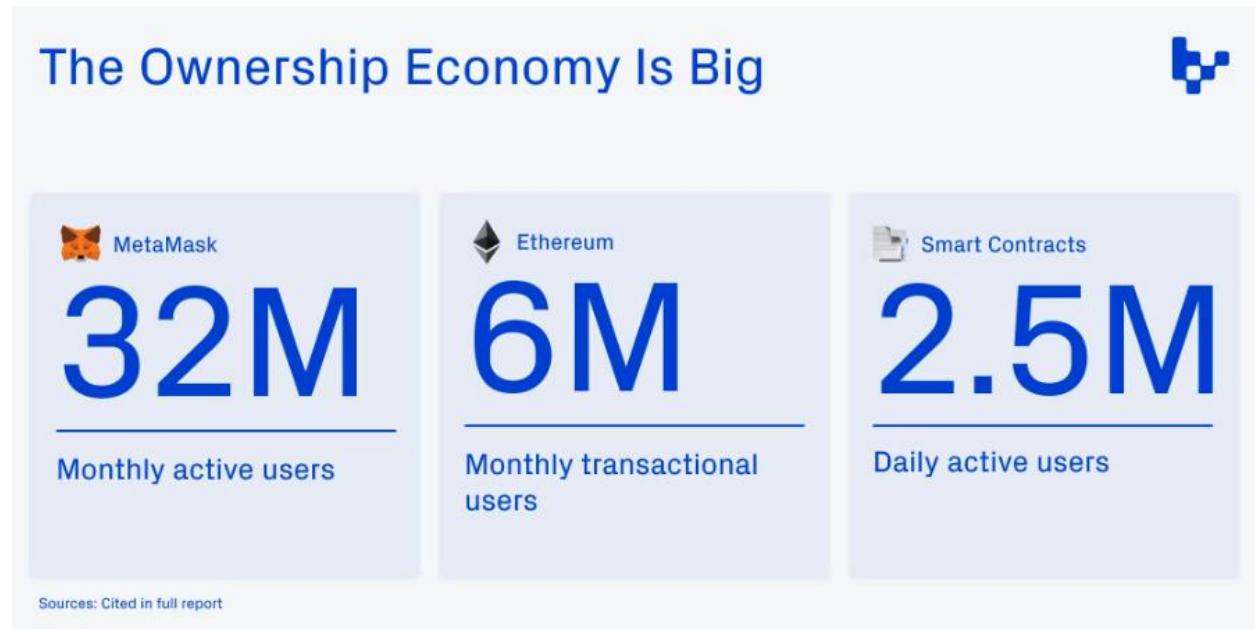 The Ownership Economy Is Big
MetaMask
32M
Monthly active users
Ethereum
6M
Monthly transactional
users
Smart Contracts
2.5M
Daily active users
Sources: Cited in full report